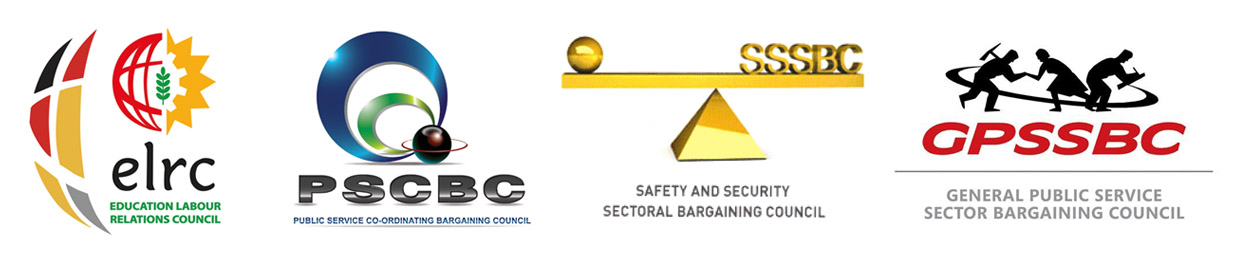 elrc
EDUCATION LABOUR
RELATIONS COUNCIL
PSCBC
PUBLIC SERVICE CO-ORDINATING BARGAINING COUNCIL
SSSBC
SAFETY AND SECURITY
SECTORAL BARGAINING COUNCIL
GPSSBC
GENERAL PUBLIC SERVICE
SECTOR BARGAINING COUNCIL